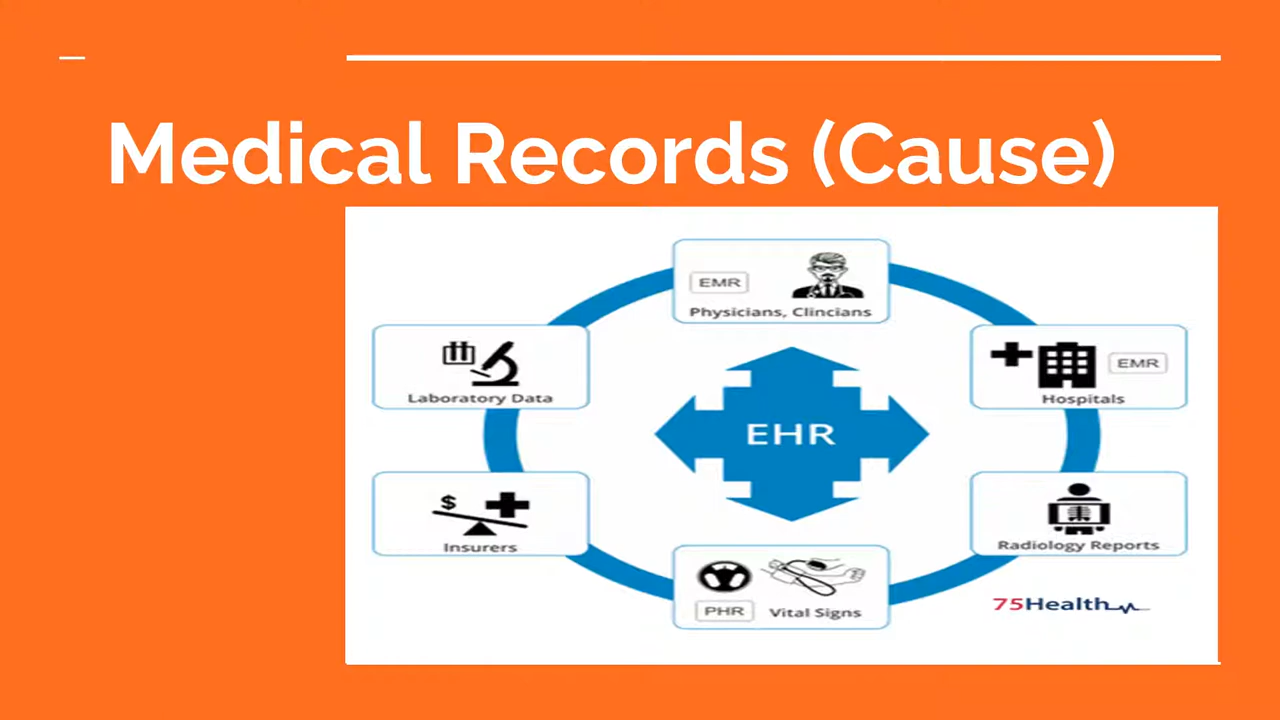 Medical Records (Cause)
EMR
Physicians, Clincians
Laboratory Data
EMR
Hospitals
EHR
$
Insurers
Radiology Reports
PHR
Vital Signs
75Health